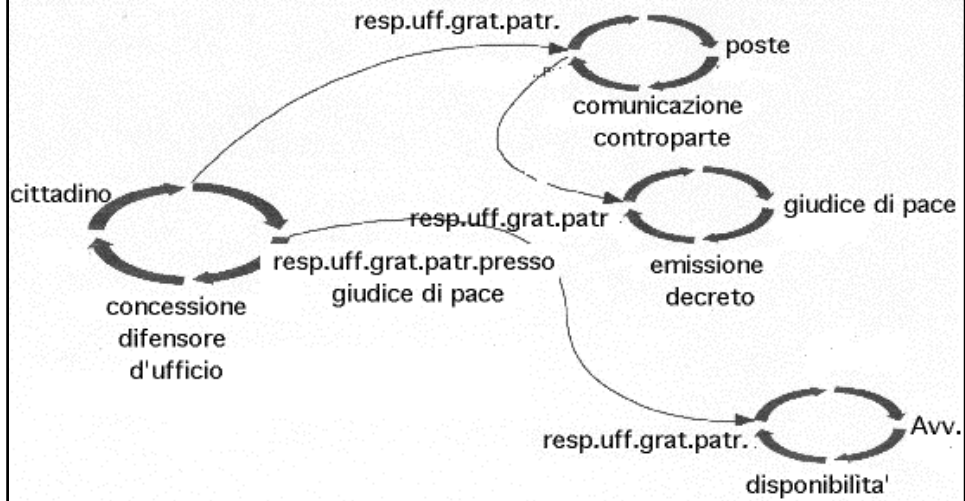 resp.uff.grat.patr.
poste
comunicazione
controparte
cittadino
giudice di pace
resp.uff.grat.patr
emissione
decreto
resp.uff.grat.patr.presso
giudice di pace
concessione
difensore
d'ufficio
Avv.
resp.uff.grat.patr.
disponibilita'